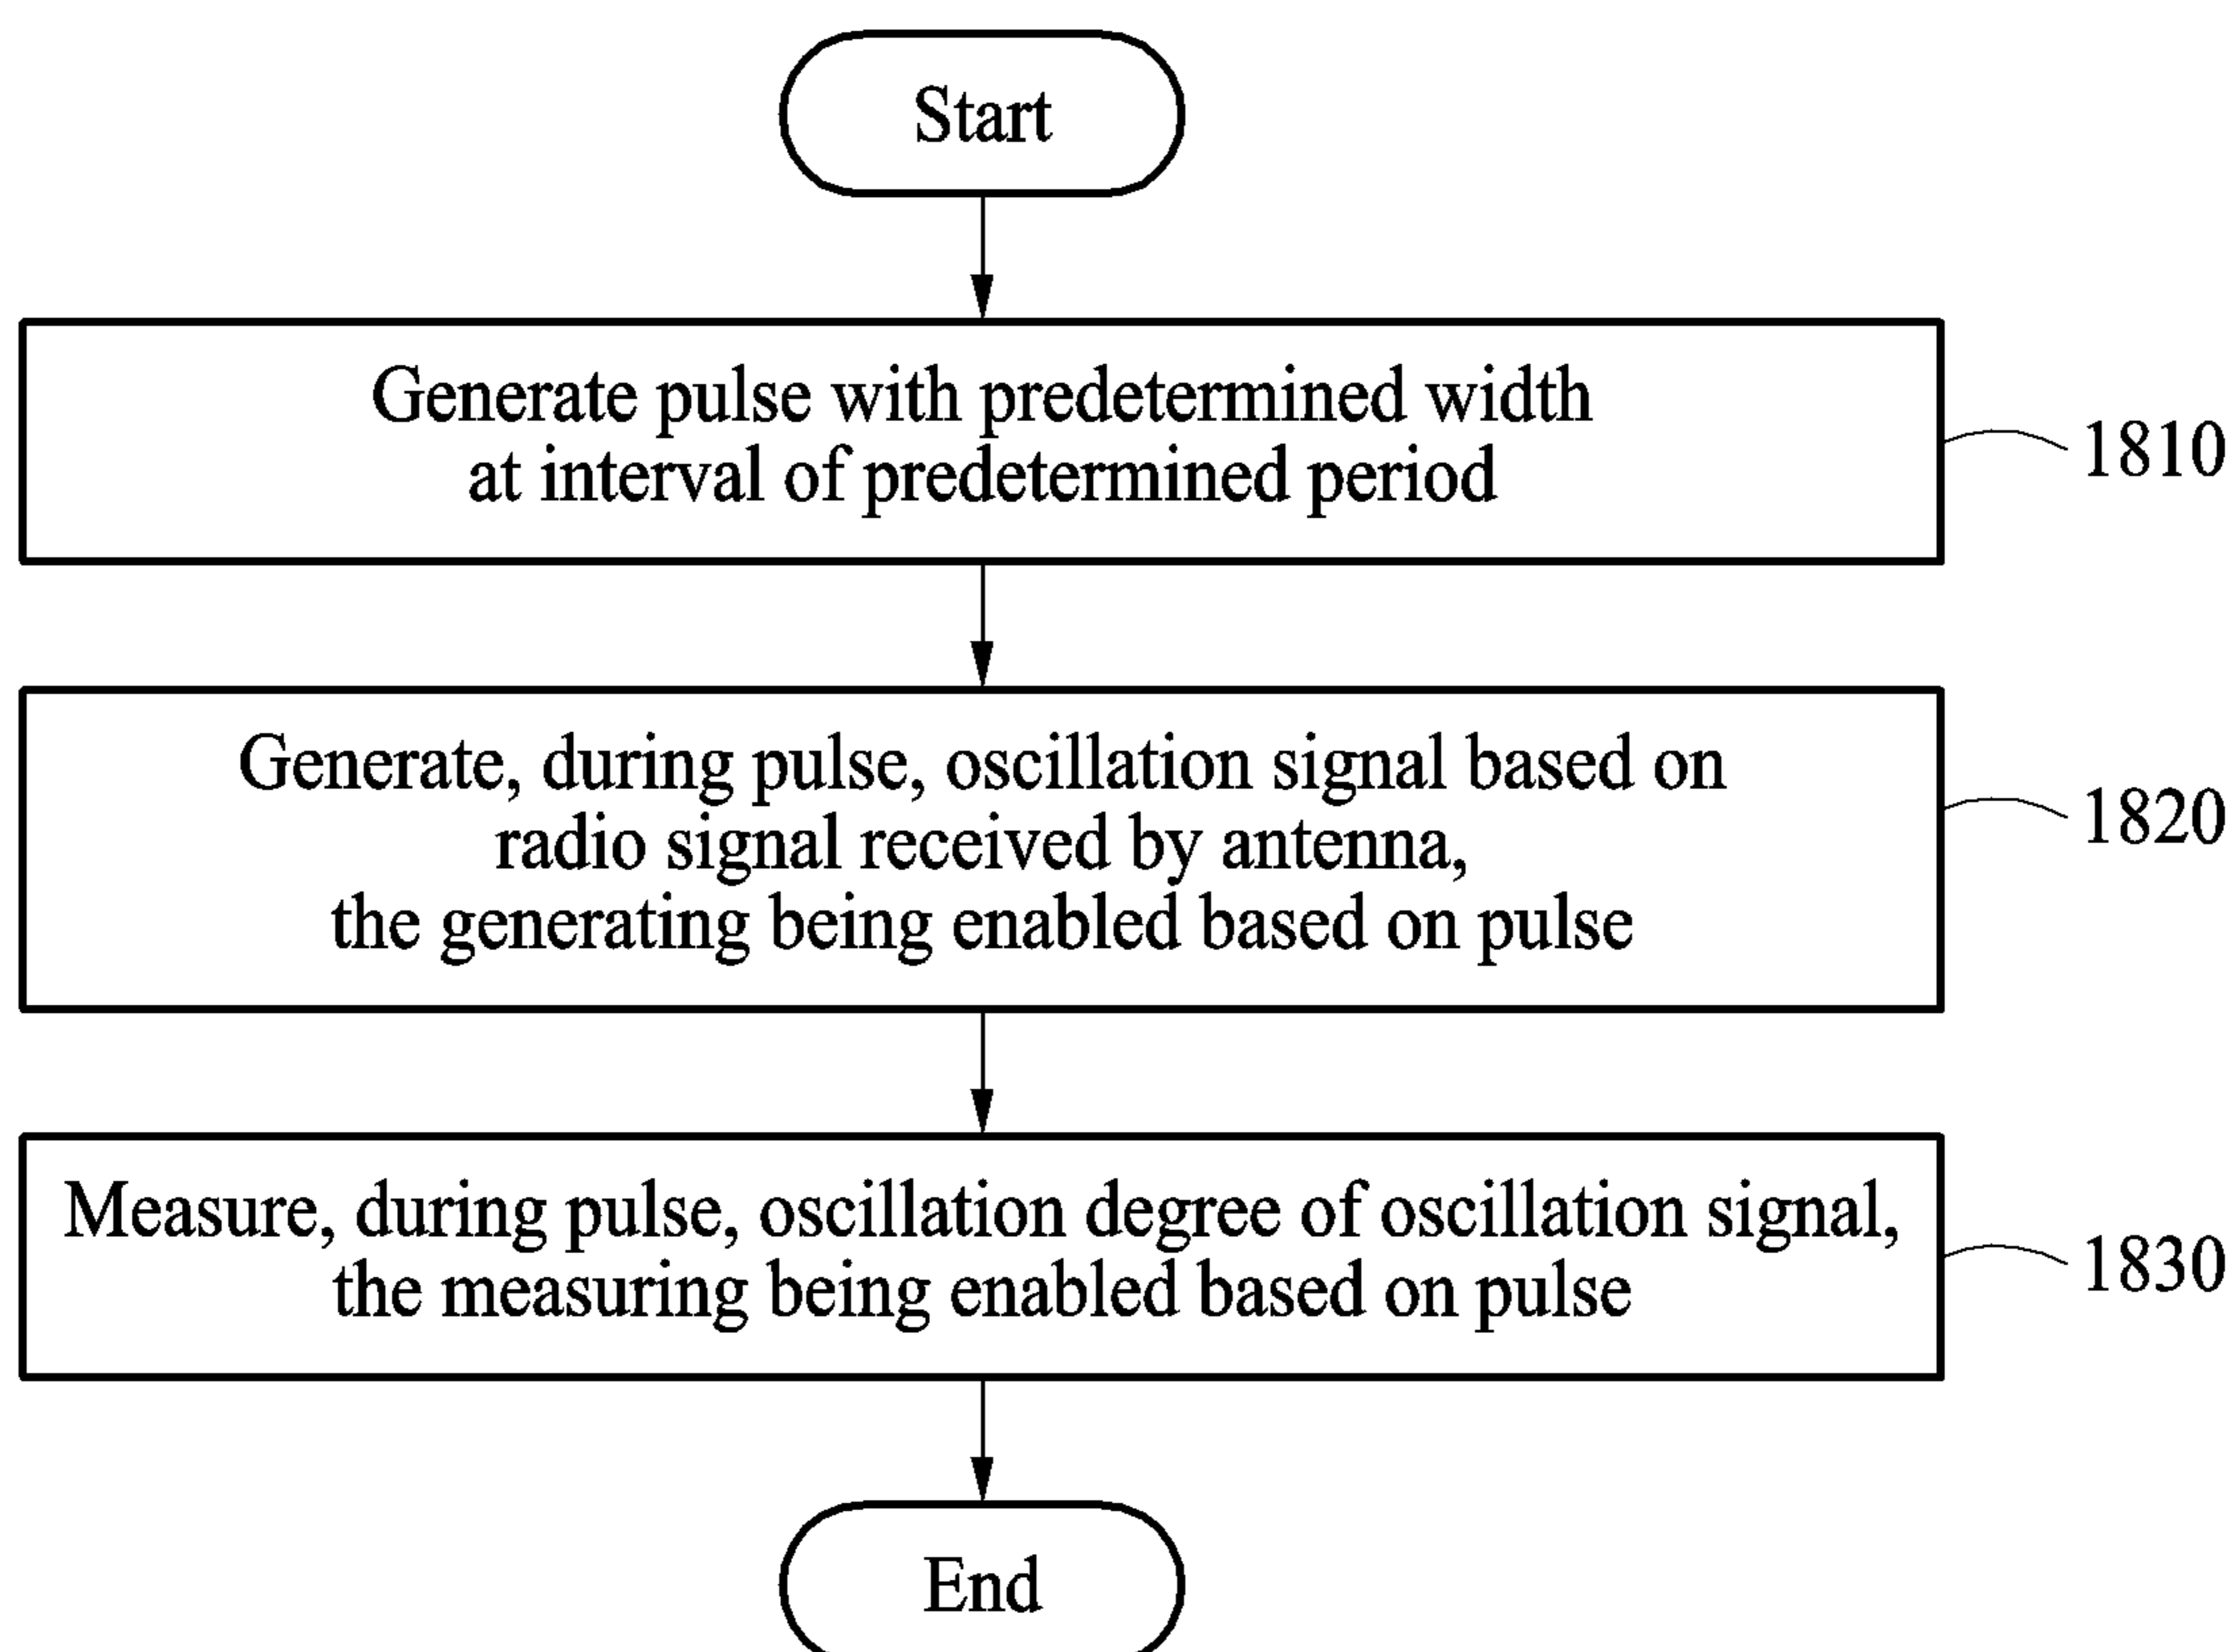 Start
Generate pulse with predetermined width
at interval of predetermined period
1810
Generate, during pulse, oscillation signal based on
radio signal received by antenna,
the generating being enabled based on pulse
1820
Measure, during pulse, oscillation degree of oscillation signal,
the measuring being enabled based on pulse
1830
End